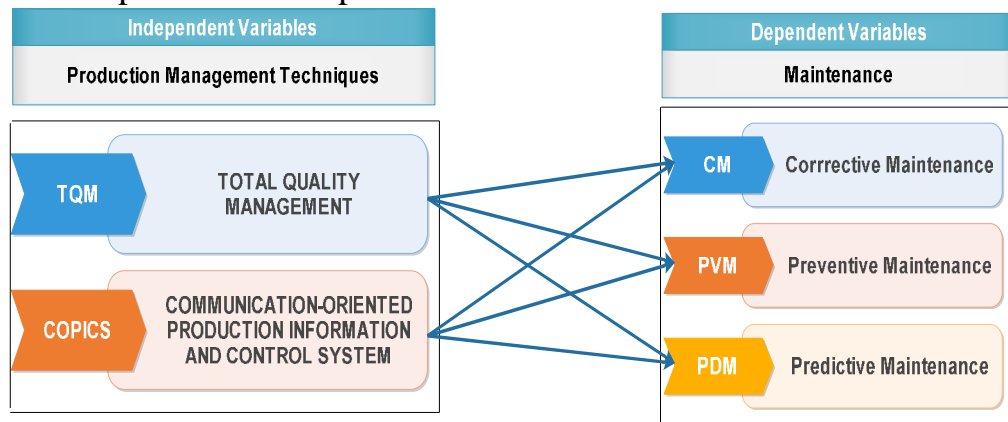 Independent Variables
Production Management Techniques
TQM
TOTAL QUALITY
MANAGEMENT
COPICS
COMMUNICATION-ORIENTED
PRODUCTION INFORMATION
AND CONTROL SYSTEM
Dependent Variables
Maintenance
CM
Corrrective Maintenance
PVM
Preventive Maintenance
PDM
Predictive Maintenance